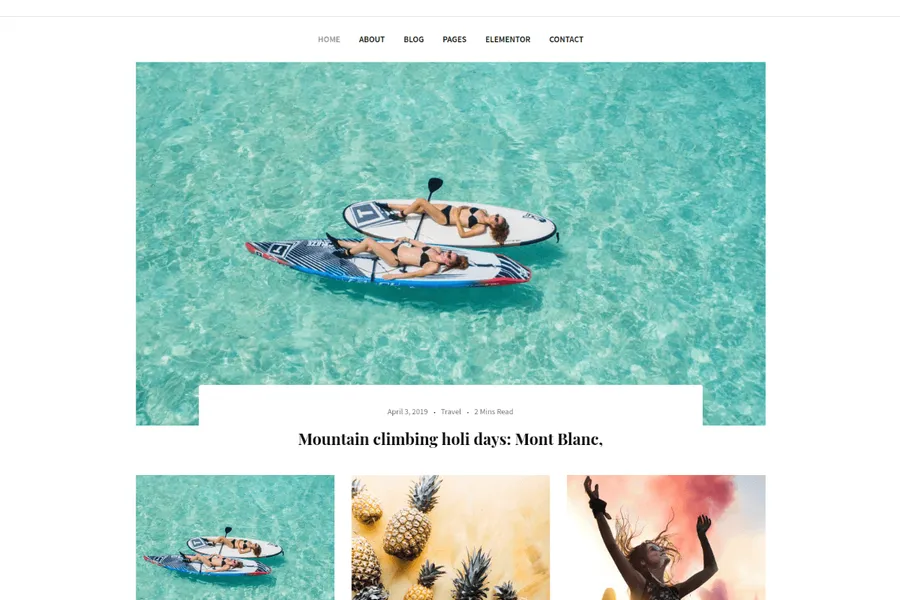 HOME ABOUT BLOG PAGES ELEMENTOR CONTACT
April 3, 2019 • Travel • 2 Mins Read
Mountain climbing holi days: Mont Blanc,